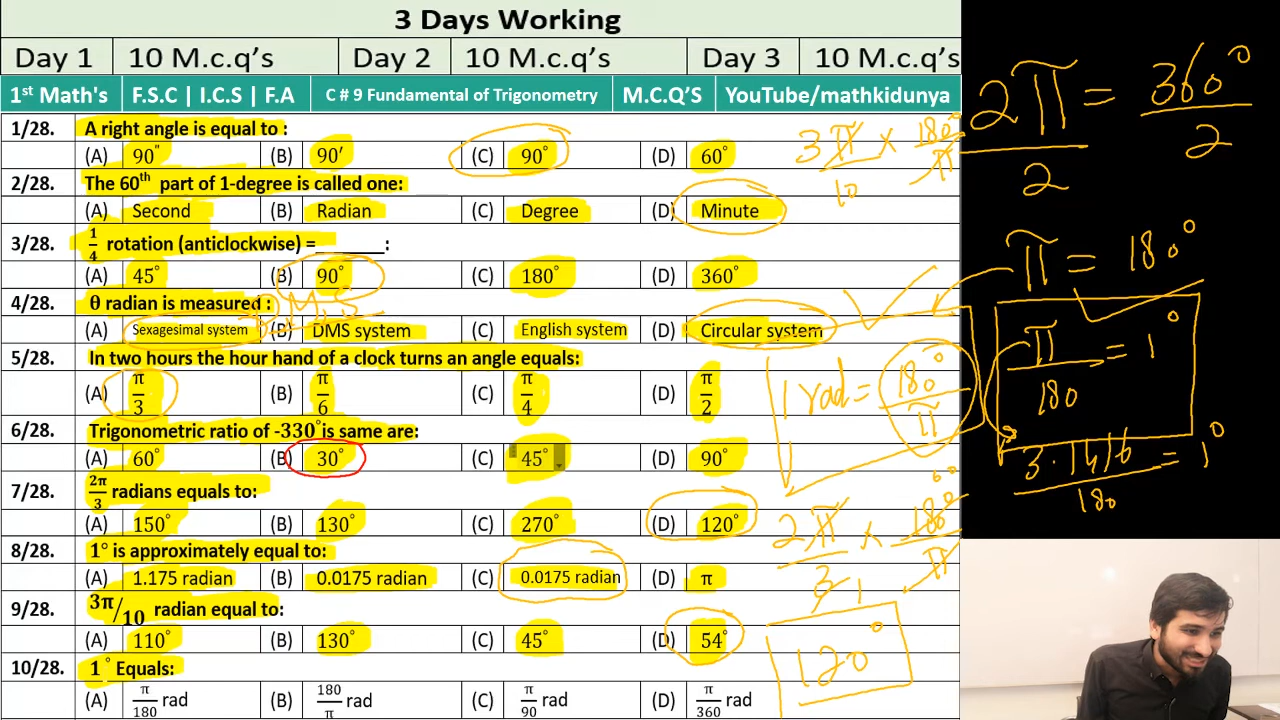 3 Days Working
Day 1 10 M.c.q's Day 2 10 M.c.q's Day 3 10 M.c.q's
1st Math's F.S.C | I.C.S | F.A C # 9 Fundamental of Trigonometry M.C.Q'S YouTube/mathkidunya
1/28. A right angle is equal to :
(A) 90″ (B) 90′ (C) 90° (D) 60°
2/28. The 60th part of 1-degree is called one:
(A) Second (B) Radian (C) Degree (D) Minute
3/28. 1/4 rotation (anticlockwise) = _______:
(A) 45° (B) 90° (C) 180° (D) 360°
4/28. θ radian is measured :
(A) Sexagesimal system (B) DMS system (C) English system (D) Circular system
5/28. In two hours the hour hand of a clock turns an angle equals:
(A) π/3 (B) π/6 (C) π/4 (D) π/2
6/28. Trigonometric ratio of -330° is same are:
(A) 60° (B) 30° (C) 45° (D) 90°
7/28. 2π/3 radians equals to:
(A) 150° (B) 130° (C) 270° (D) 120°
8/28. 1° is approximately equal to:
(A) 1.175 radian (B) 0.0175 radian (C) 0.0175 radian (D) π
9/28. 3π/10 radian equal to:
(A) 110° (B) 130° (C) 45° (D) 54°
10/28. 1° Equals:
(A) π/180 rad (B) 180/π rad (C) π/90 rad (D) π/360 rad
3π/10 × 180°/π
D.M.S
1 rad = 180°/π
2π/3 × 180°/π
120°
2π/2 = 360°/2
π = 180°
π/180 = 1°
3.1416/180 = 1°